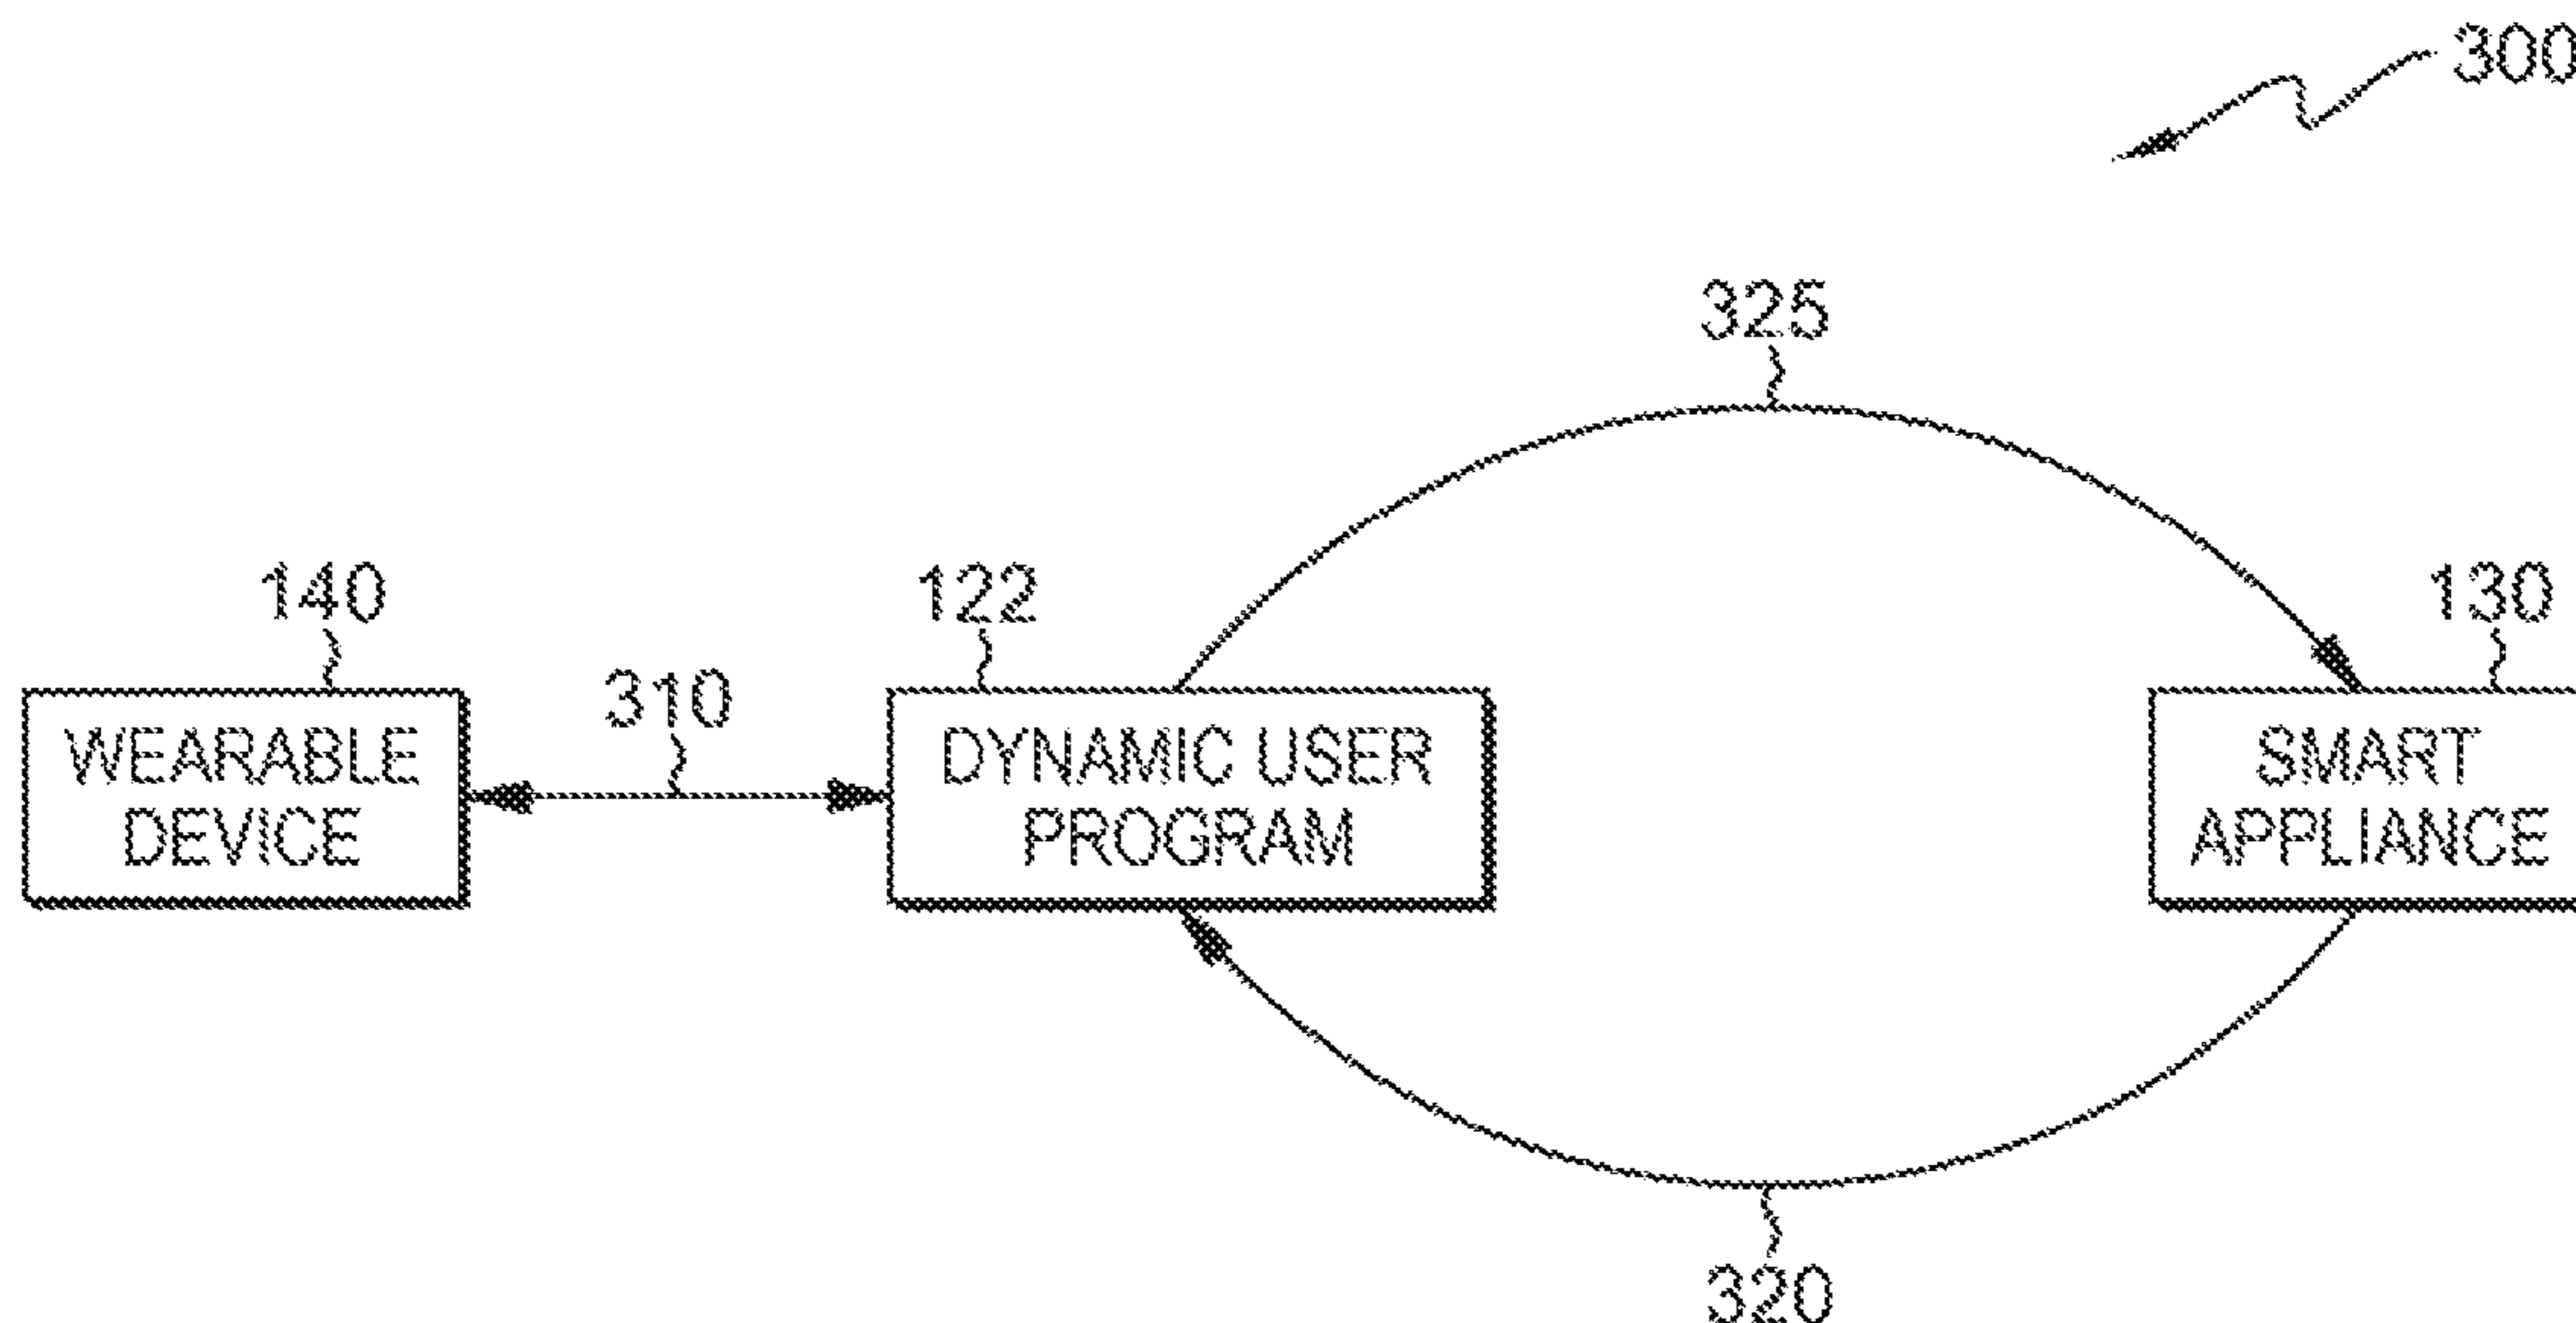 300
325
140
122
130
310
WEARABLE
DEVICE
DYNAMIC USER
PROGRAM
SMART
APPLIANCE
320